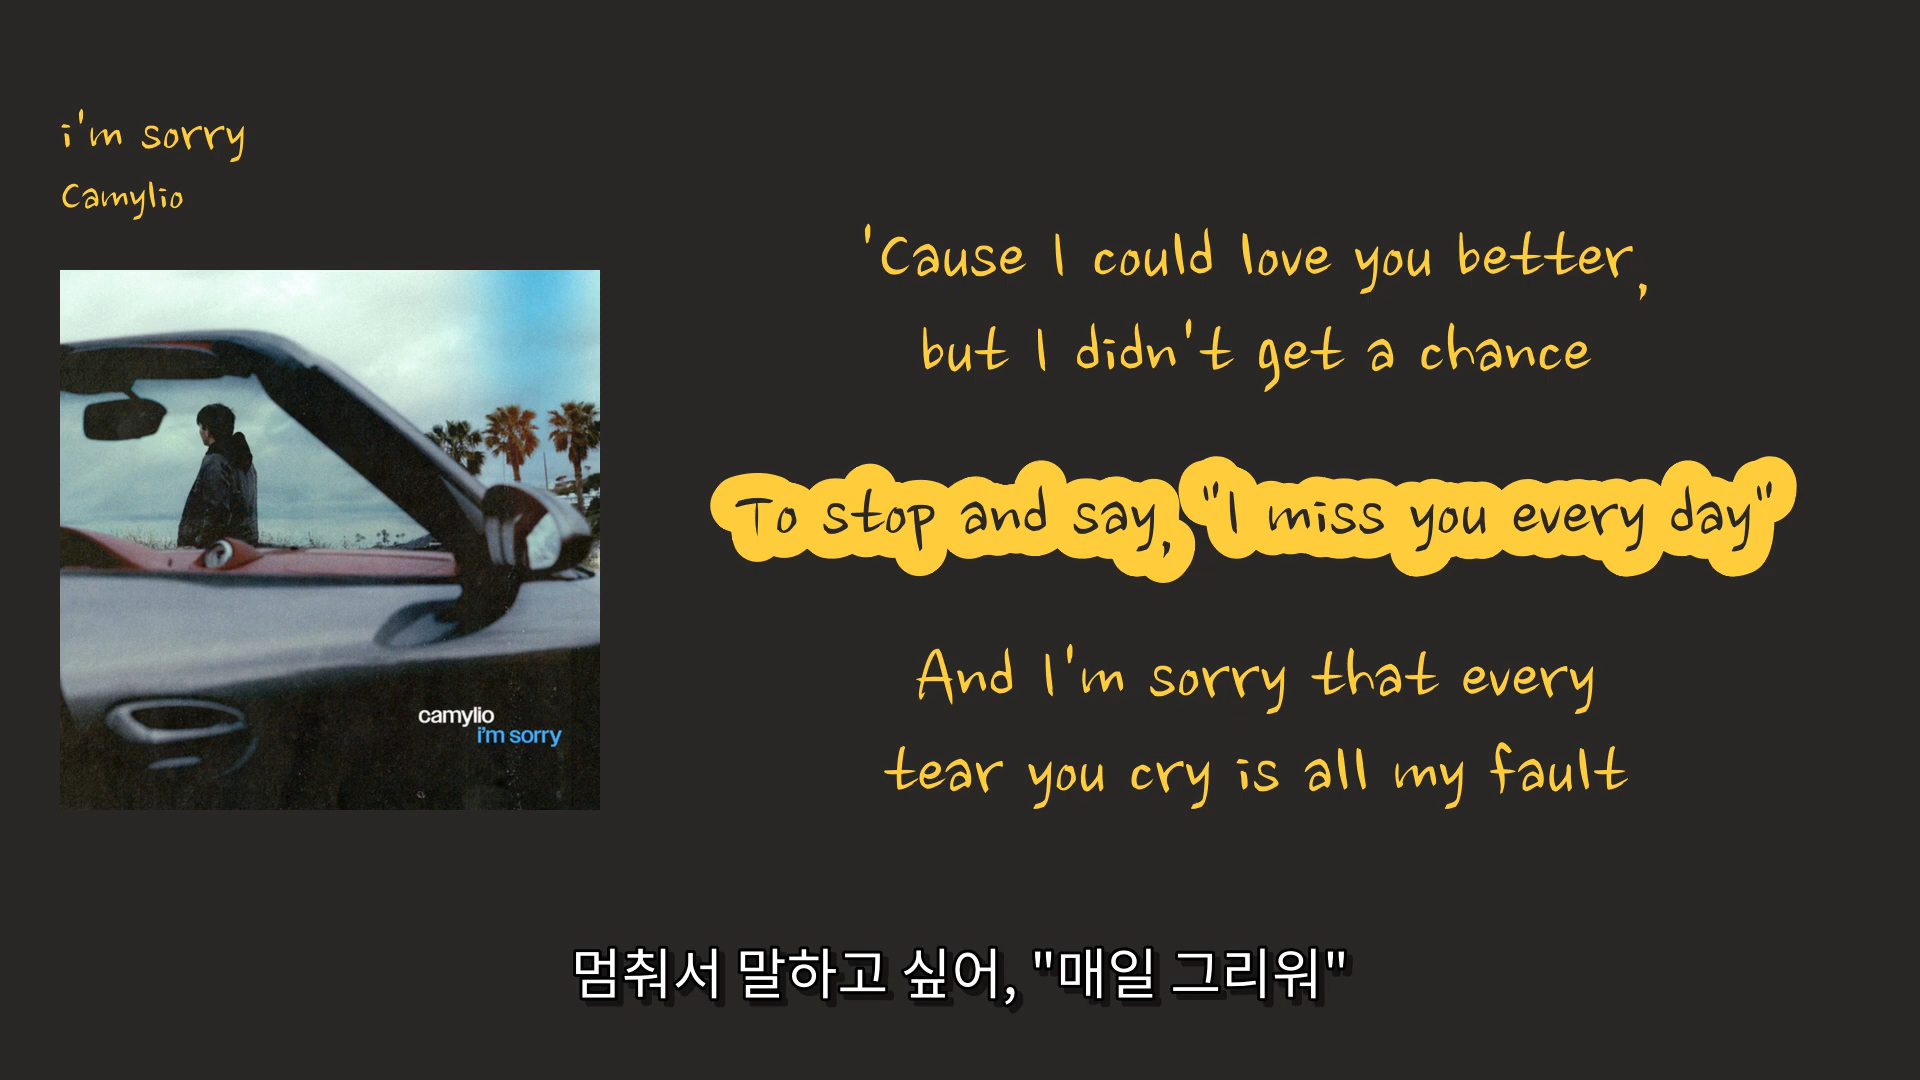 i'm sorry
Camylio
camylio
i'm sorry
'Cause I could love you better,
but I didn't get a chance
To stop and say, "I miss you every day"
And I'm sorry that every
tear you cry is all my fault
멈춰서 말하고 싶어, "매일 그리워"